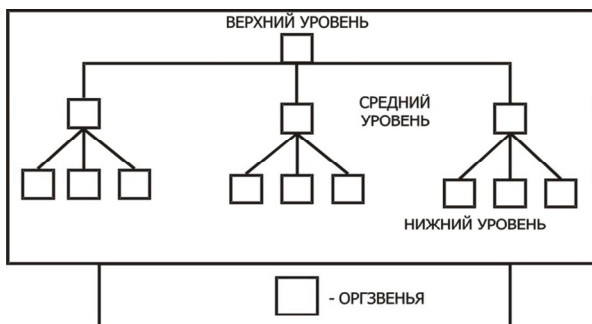 ВЕРХНИЙ УРОВЕНЬ
СРЕДНИЙ
УРОВЕНЬ
НИЖНИЙ УРОВЕНЬ
- ОРГЗВЕНЬЯ